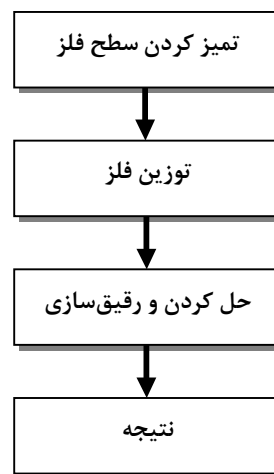 تمیز کردن سطح فلز
توزین فلز
حل کردن و رقیق‌سازی
نتیجه